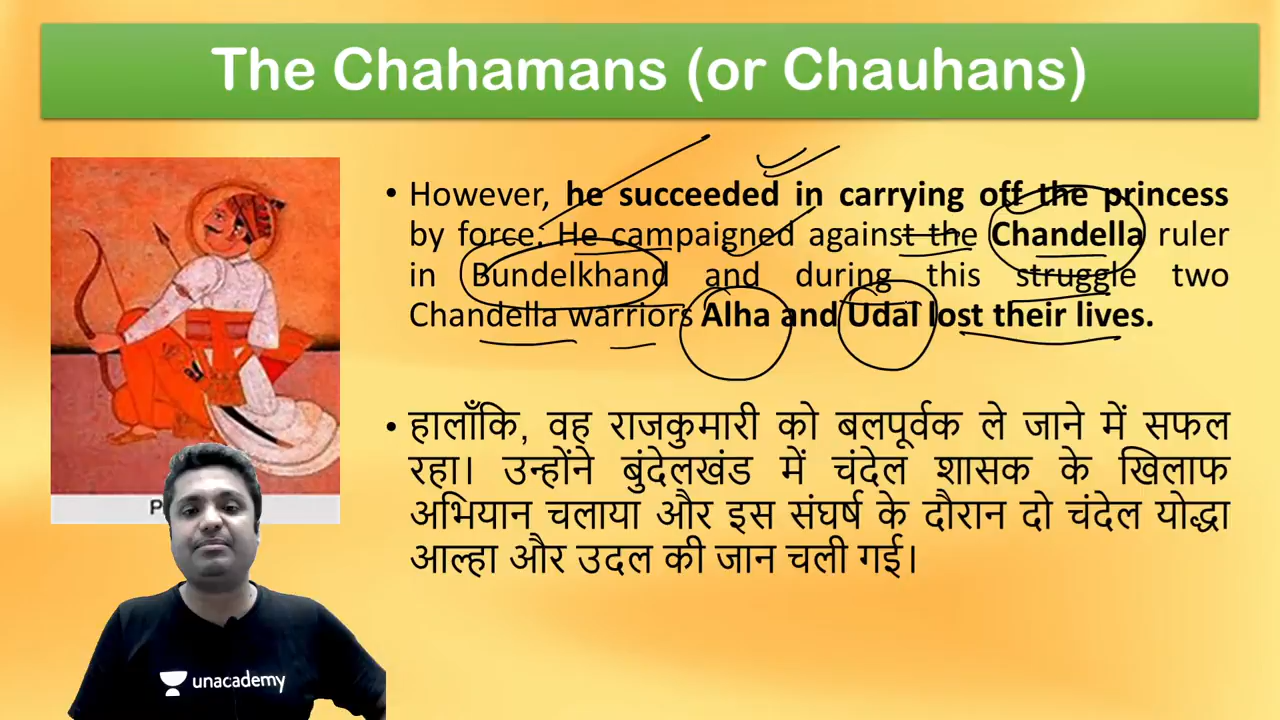 The Chahamans (or Chauhans)
• However, he succeeded in carrying off the princess
by force. He campaigned against the Chandella ruler
in Bundelkhand and during this struggle two
Chandella warriors Alha and Udal lost their lives.
• हालाँकि, वह राजकुमारी को बलपूर्वक ले जाने में सफल
रहा। उन्होंने बुंदेलखंड में चंदेल शासक के खिलाफ
अभियान चलाया और इस संघर्ष के दौरान दो चंदेल योद्धा
आल्हा और उदल की जान चली गई।
unacademy